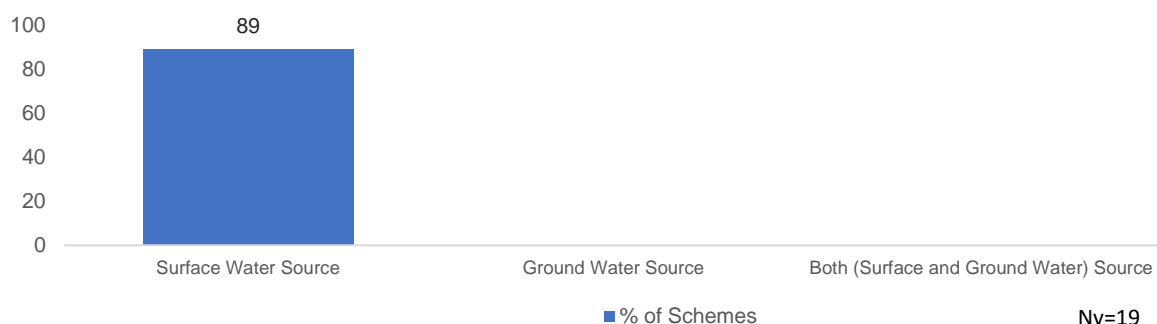 100
89
80
60
40
20
0
Surface Water Source
Ground Water Source
Both (Surface and Ground Water) Source
% of Schemes
Nv=19